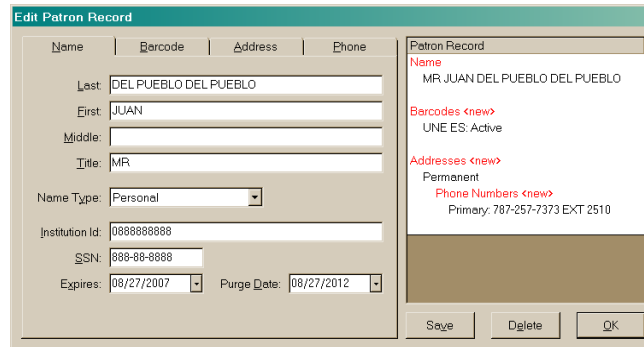 Edit Patron Record
Name Barcode Address Phone
Last: DEL PUEBLO DEL PUEBLO
First: JUAN
Middle:
Title: MR
Name Type: Personal
Institution Id: 0888888888
SSN: 888-88-8888
Expires: 08/27/2007 Purge Date: 08/27/2012
Patron Record
Name
MR JUAN DEL PUEBLO DEL PUEBLO
Barcodes <new>
UNE ES: Active
Addresses <new>
Permanent
Phone Numbers <new>
Primary: 787-257-7373 EXT 2510
Save Delete OK